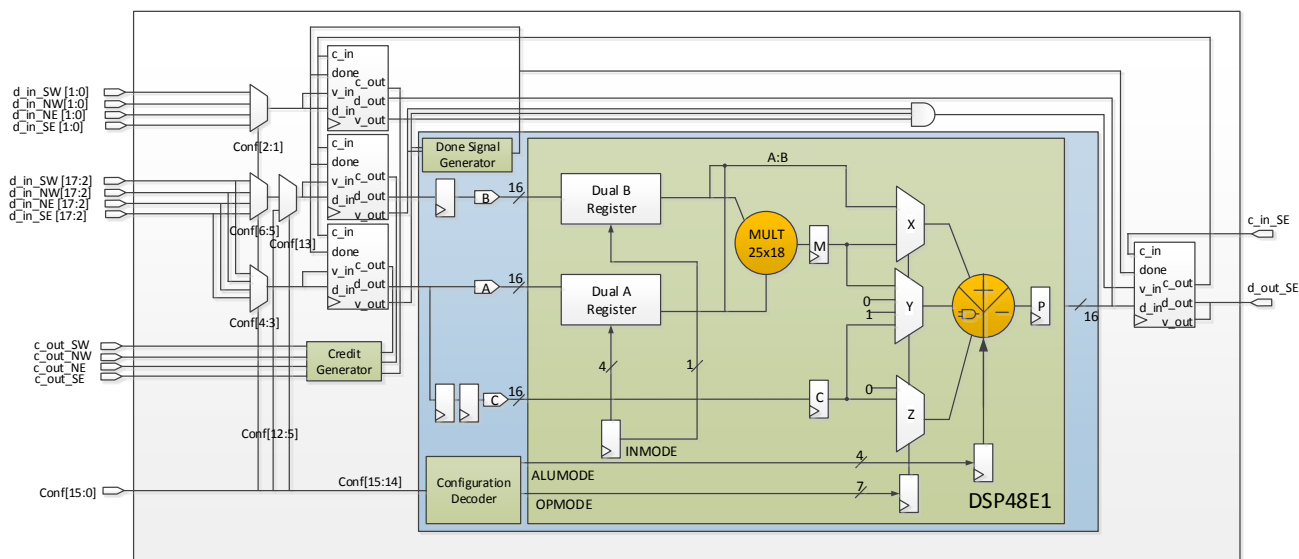 d_in_SW [1:0]
d_in_NW[1:0]
d_in_NE [1:0]
d_in_SE [1:0]
Conf[2:1]
c_in
done
v_in
d_in
c_out
d_out
v_out
d_in_SW[17:2]
d_in_NW[17:2]
d_in_NE [17:2]
d_in_SE [17:2]
Conf[6:5]
Conf[13]
c_in
done
v_in
d_in
c_out
d_out
v_out
Conf[4:3]
c_in
done
v_in
d_in
c_out
d_out
v_out
c_out_SW
c_out_NW
c_out_NE
c_out_SE
Credit
Generator
Conf[12:5]
Conf[15:0]
Conf[15:14]
Configuration
Decoder
Done Signal
Generator
B
16
A
16
C
16
Dual B
Register
Dual A
Register
A:B
MULT
25x18
M
4
1
INMODE
ALUMODE
4
OPMODE
7
C
X
Y
0
1
Z
0
P
16
DSP48E1
c_in
done
v_in
d_in
c_out
d_out
v_out
c_in_SE
d_out_SE